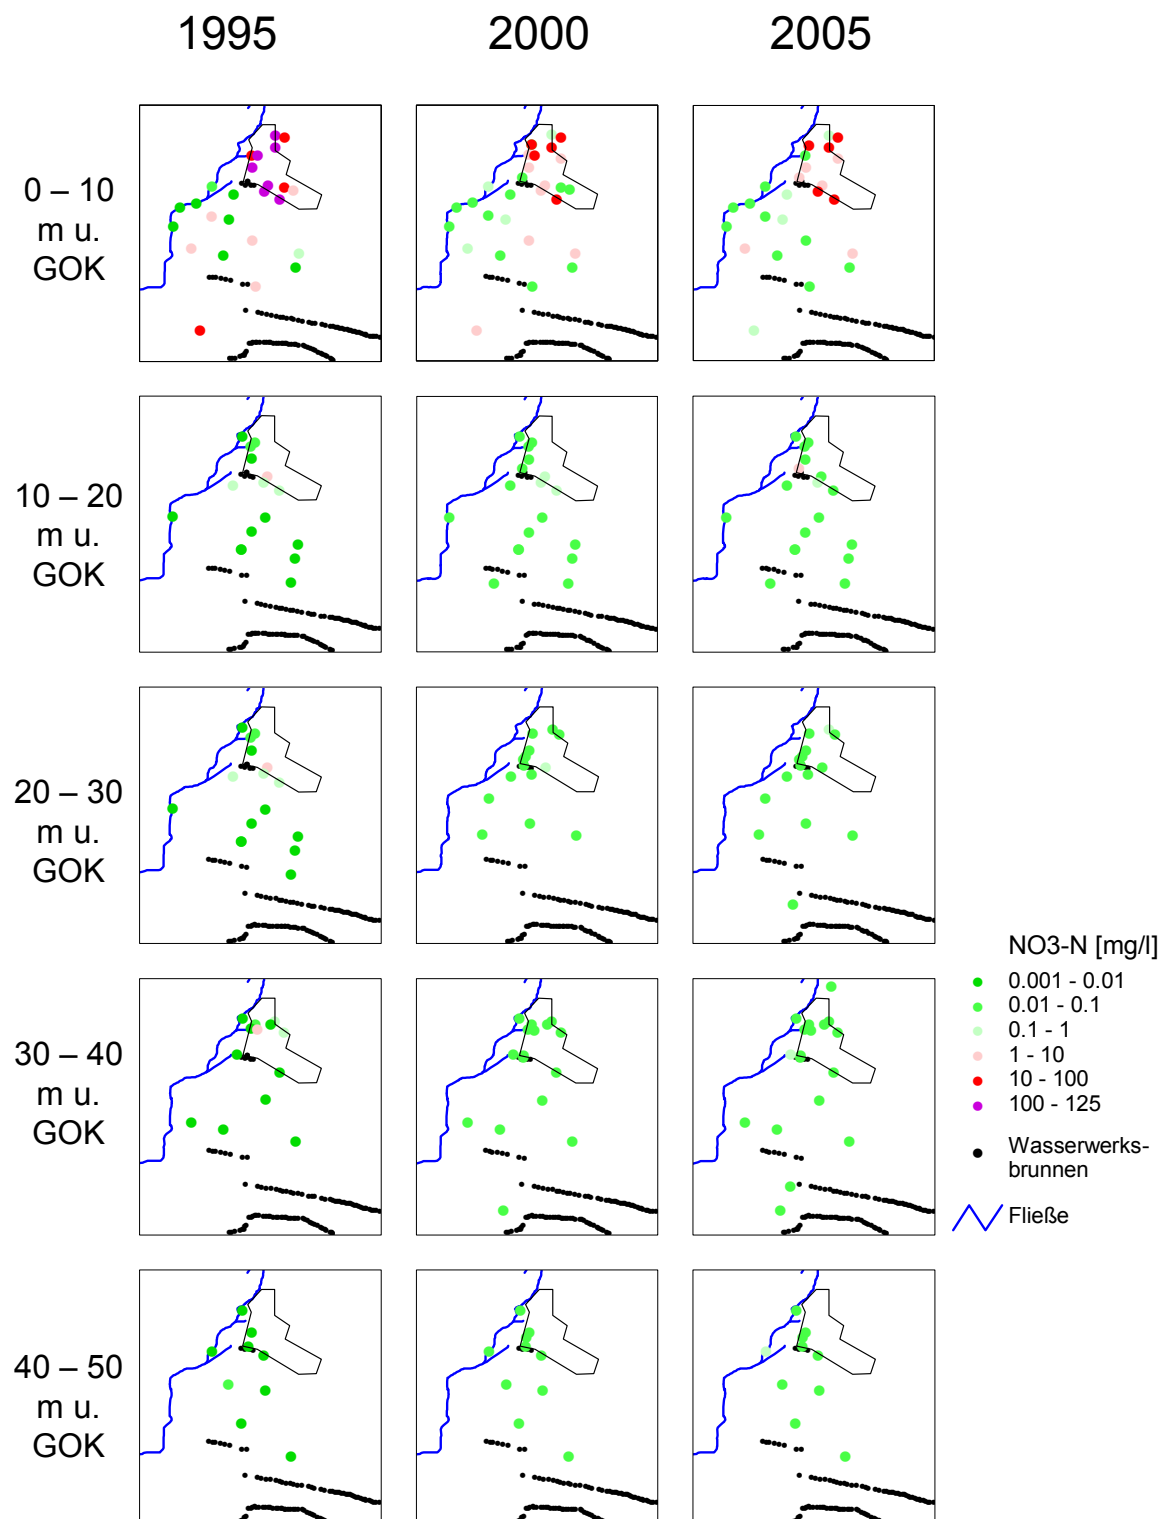 1995 2000 2005
0 – 10
m u.
GOK
10 – 20
m u.
GOK
20 – 30
m u.
GOK
NO3-N [mg/l]
0.001 - 0.01
0.01 - 0.1
0.1 - 1
1 - 10
10 - 100
100 - 125
Wasserwerks-
brunnen
Fließe
30 – 40
m u.
GOK
40 – 50
m u.
GOK